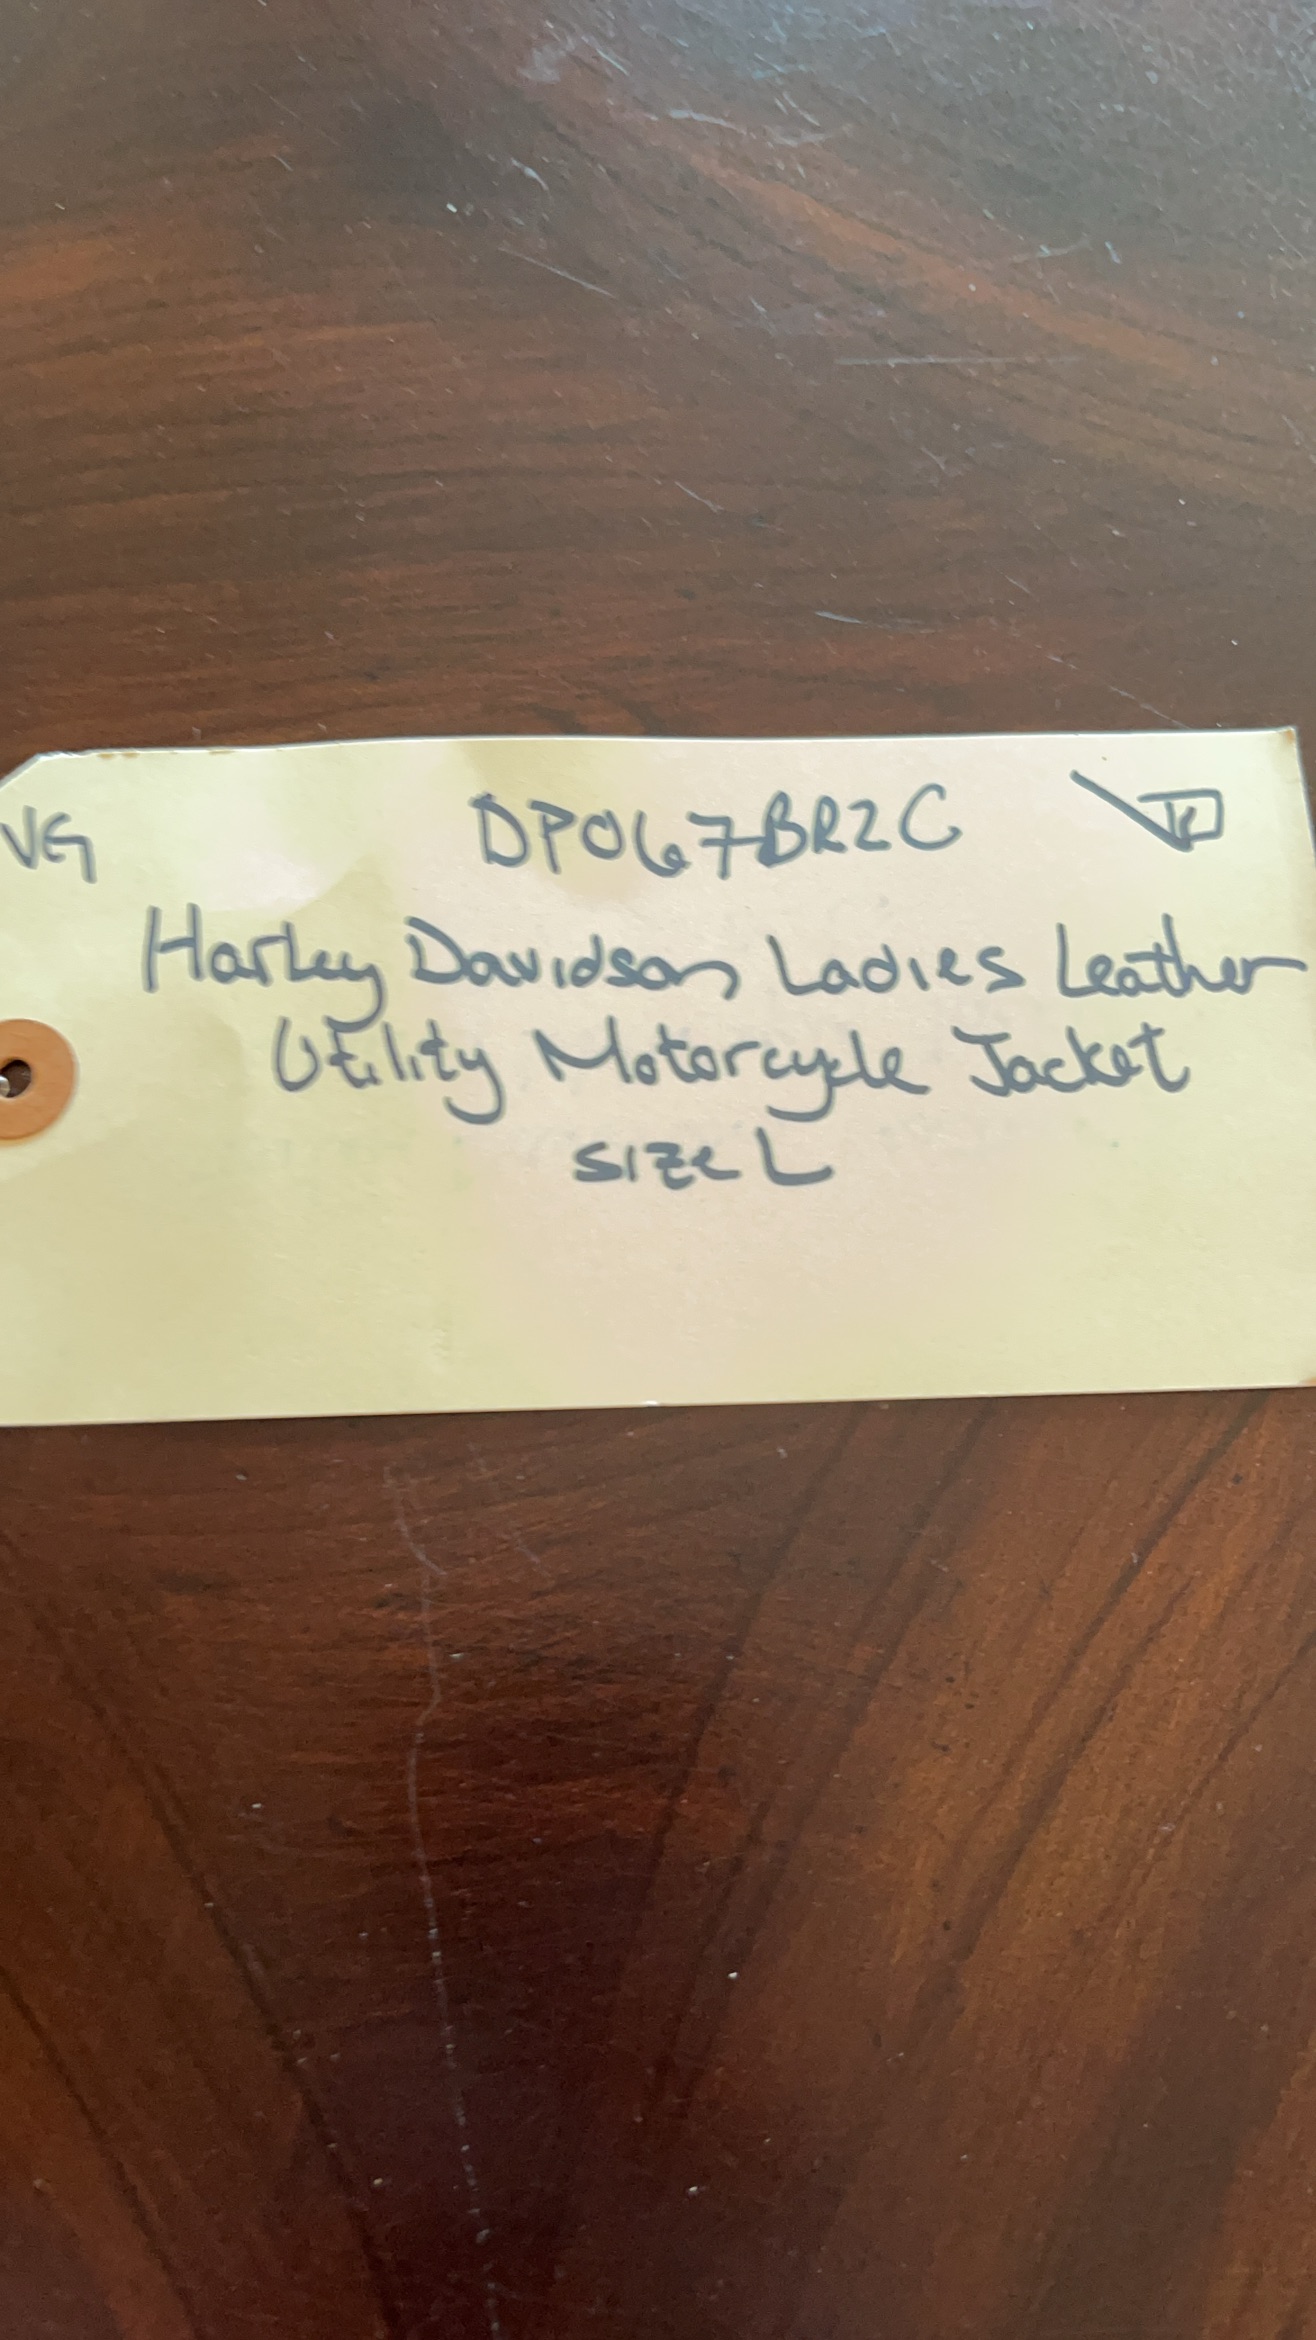 VG DP067BR2C
Harley Davidson Ladies Leather
Utility Motorcycle Jacket
size L